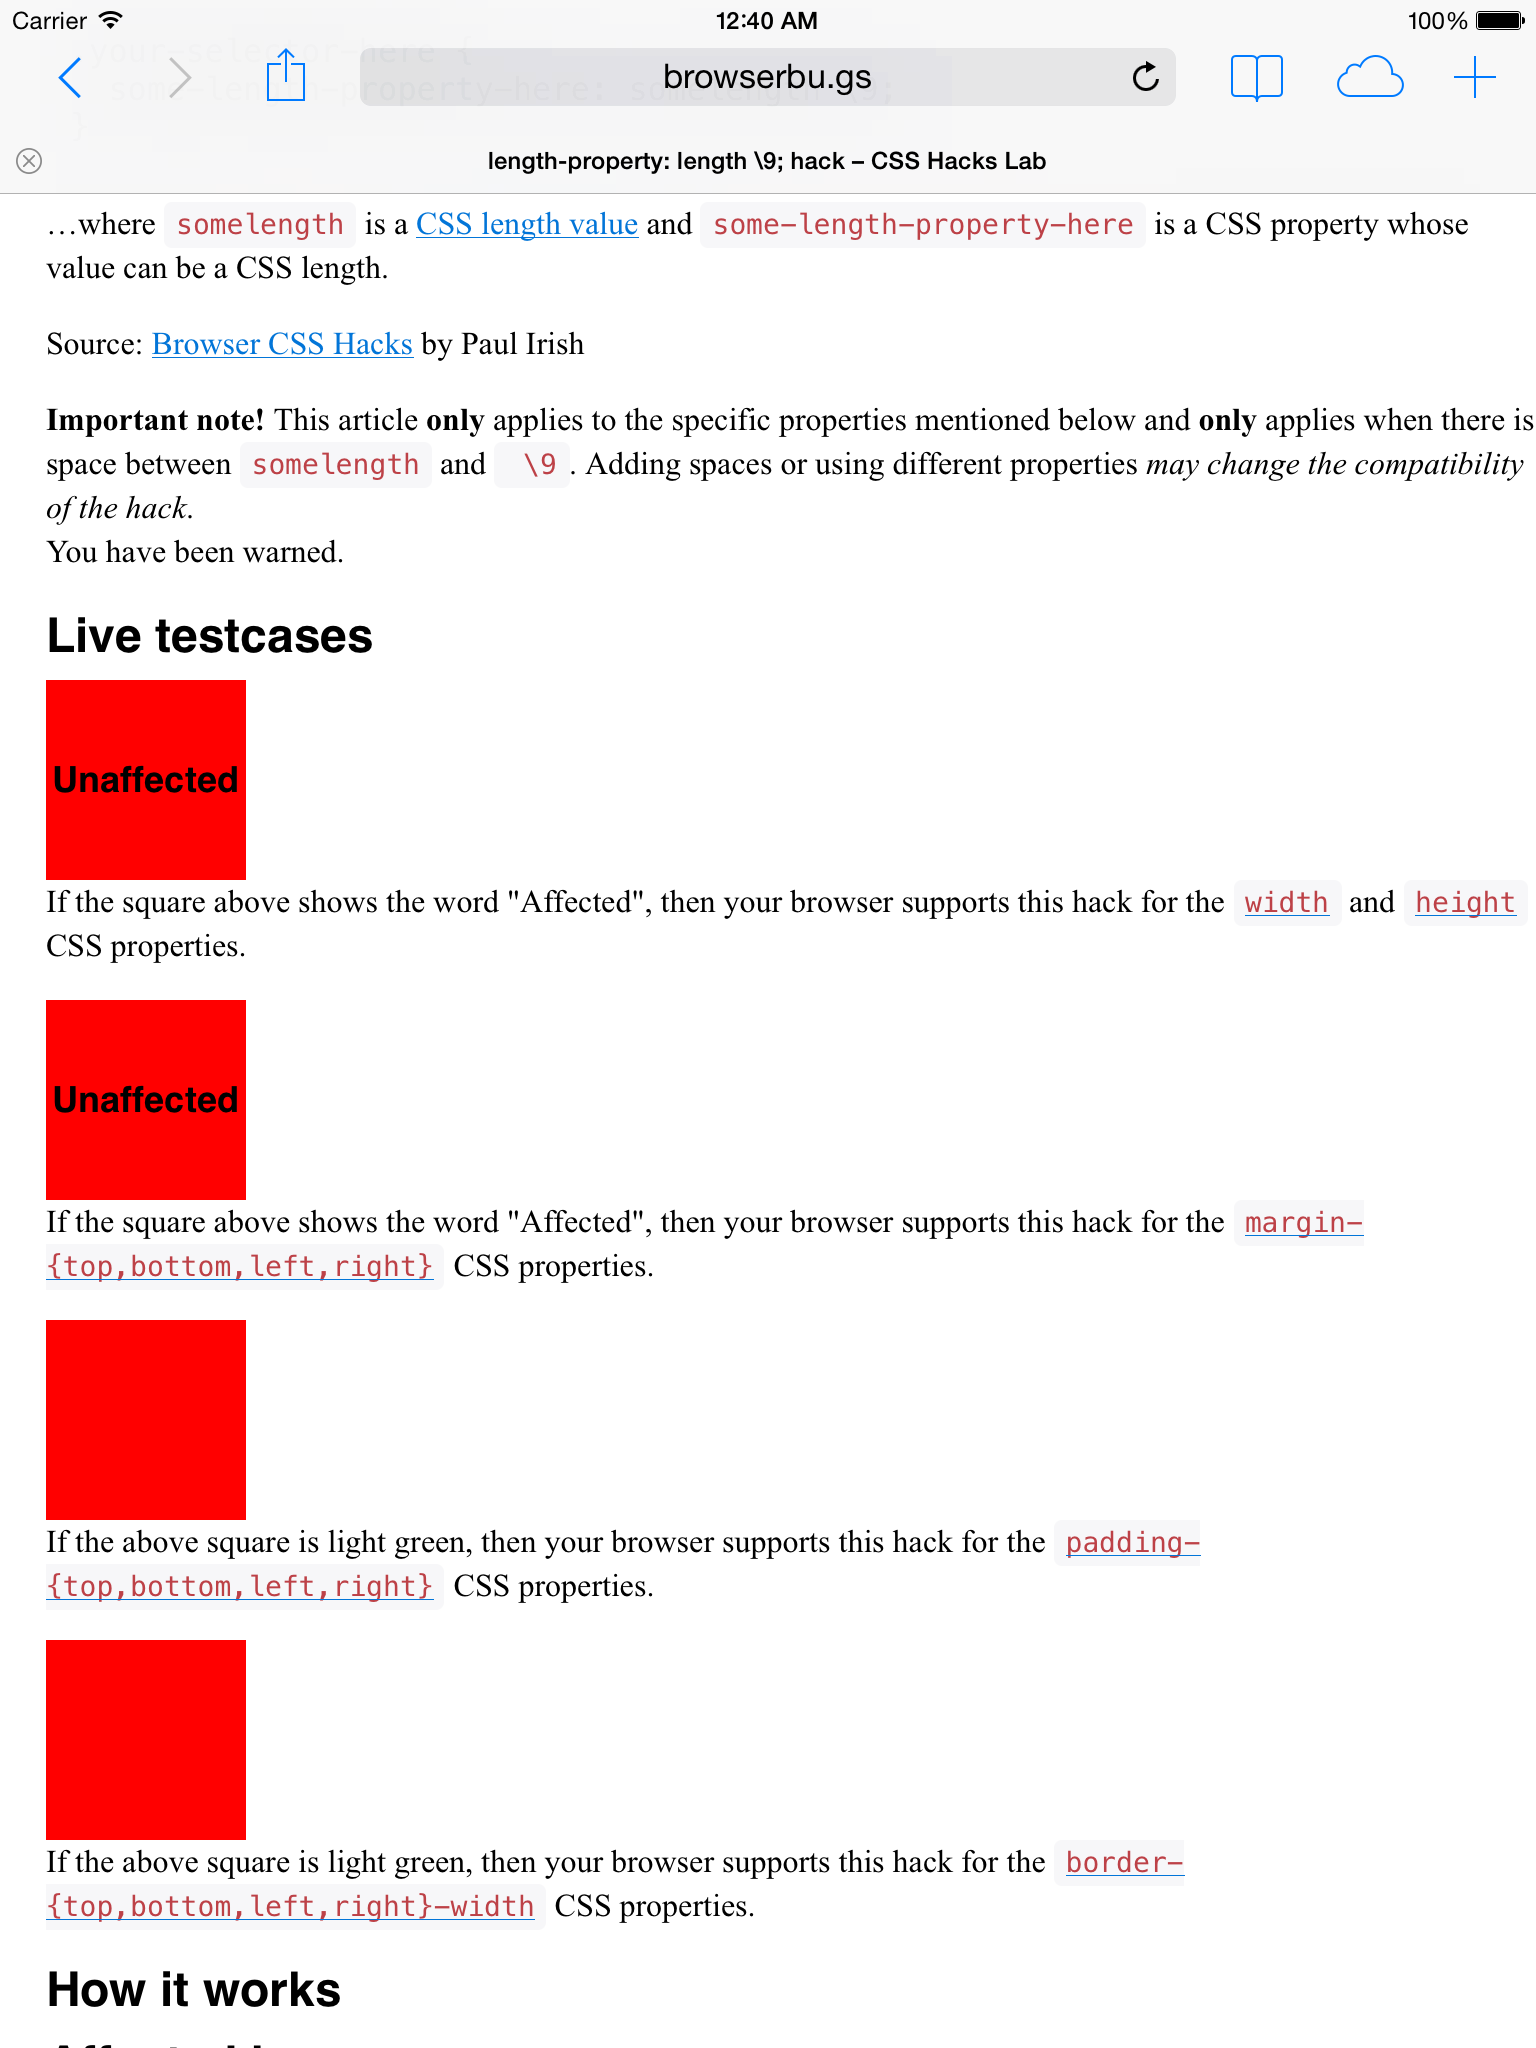 Carrier 12:40 AM 100%
your-selector-here {
browserbu.gs
some-length-property-here: somelength \9;
}
length-property: length \9; hack – CSS Hacks Lab
…where somelength is a CSS length value and some-length-property-here is a CSS property whose
value can be a CSS length.
Source: Browser CSS Hacks by Paul Irish
Important note! This article only applies to the specific properties mentioned below and only applies when there is
space between somelength and \9. Adding spaces or using different properties may change the compatibility
of the hack.
You have been warned.
Live testcases
Unaffected
If the square above shows the word "Affected", then your browser supports this hack for the width and height
CSS properties.
Unaffected
If the square above shows the word "Affected", then your browser supports this hack for the margin-
{top,bottom,left,right} CSS properties.
If the above square is light green, then your browser supports this hack for the padding-
{top,bottom,left,right} CSS properties.
If the above square is light green, then your browser supports this hack for the border-
{top,bottom,left,right}-width CSS properties.
How it works